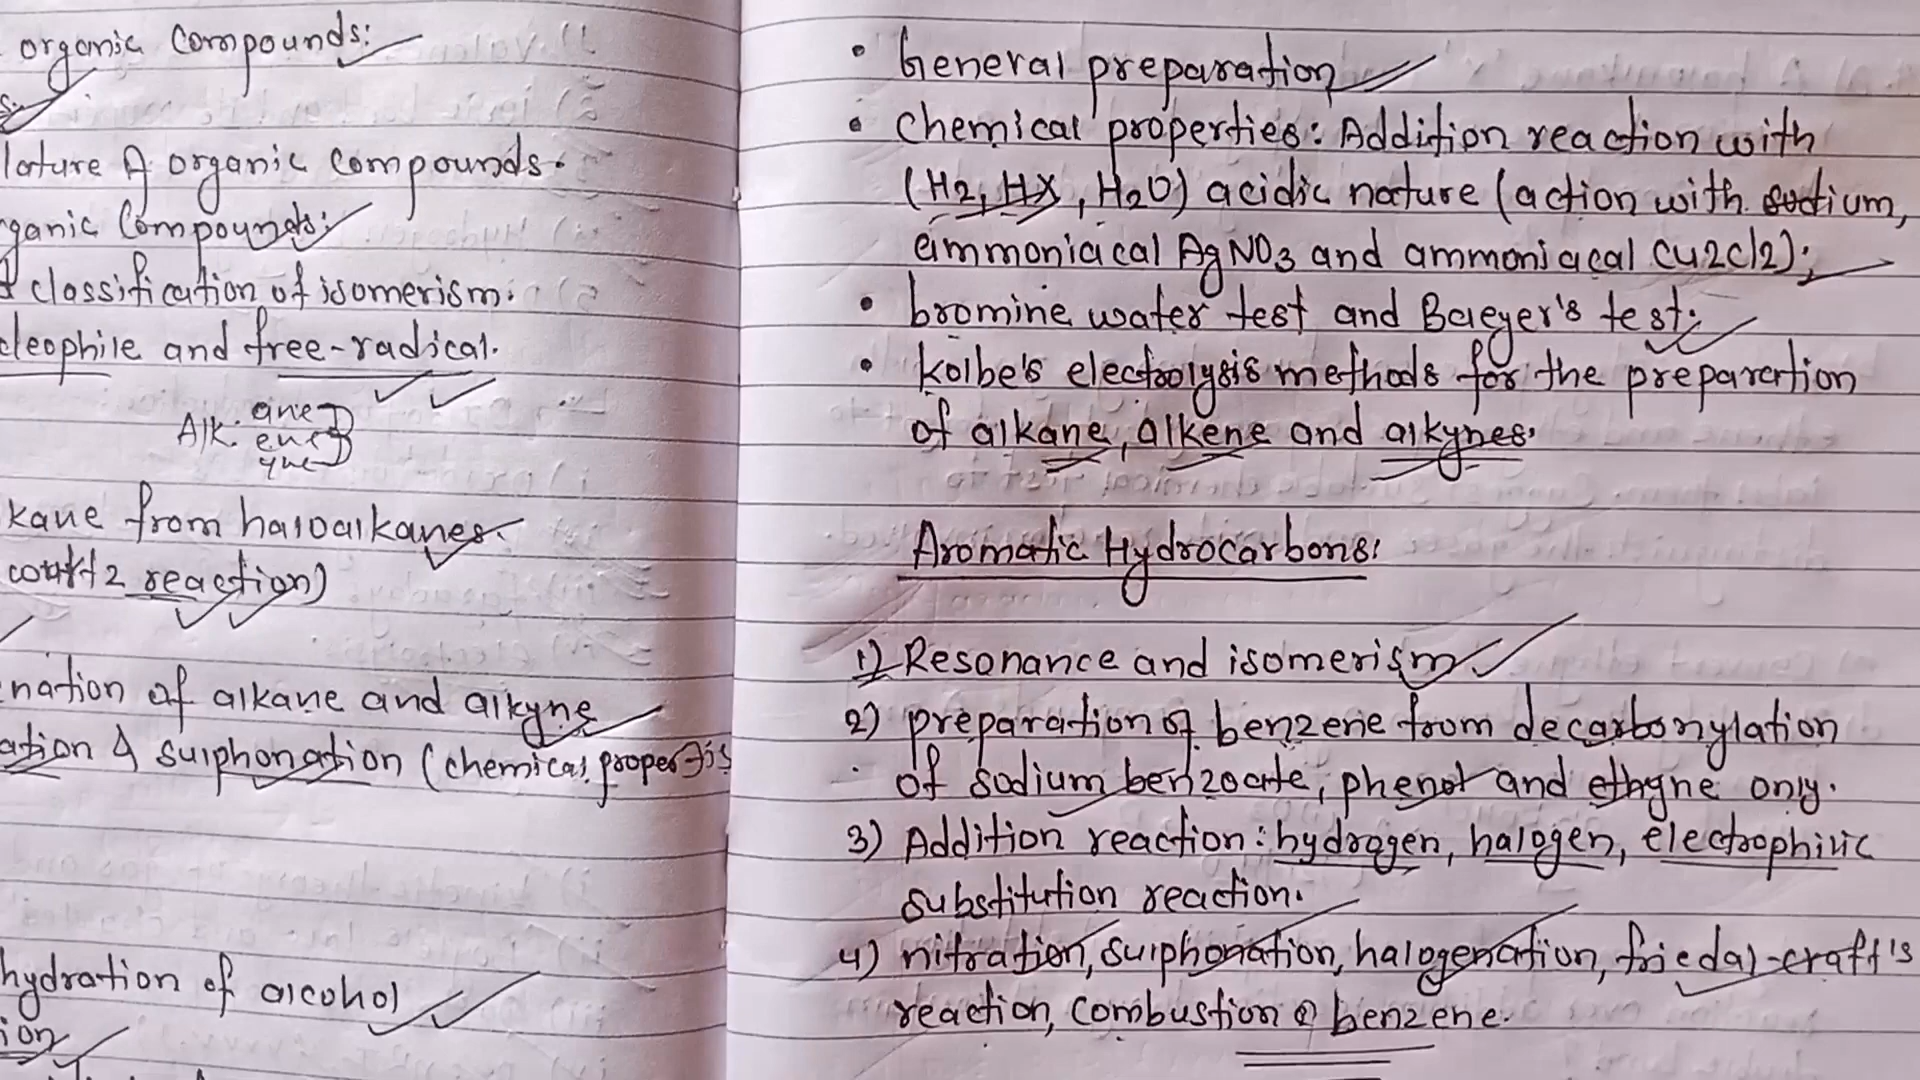 organic Compounds:
s.
lature of organic compounds.
ganic Compounds:
classification of isomerism.
cleophile and free-radical.
Alk. ane
ene
yne
kane from haloalkanes.
reaction)
nation of alkane and alkyne
ation & sulphonation (chemical properties
hydration of alcohol
ion
• General preparation
• Chemical properties: Addition reaction with
(H2, HX, H2O) acidic nature (action with sodium,
ammoniacal AgNO3 and ammoniacal Cu2Cl2);
• bromine water test and Baeyer's test;
• kolbe's electrolysis methods for the preparation
of alkane, alkene and alkynes.
Aromatic Hydrocarbons:
1) Resonance and isomerism
2) preparation of benzene from decarbonylation
of sodium benzoate, phenol and ethyne only.
3) Addition reaction: hydrogen, halogen, electrophilic
substitution reaction.
4) nitration, sulphonation, halogenation, friedal-craft's
reaction, Combustion of benzene.